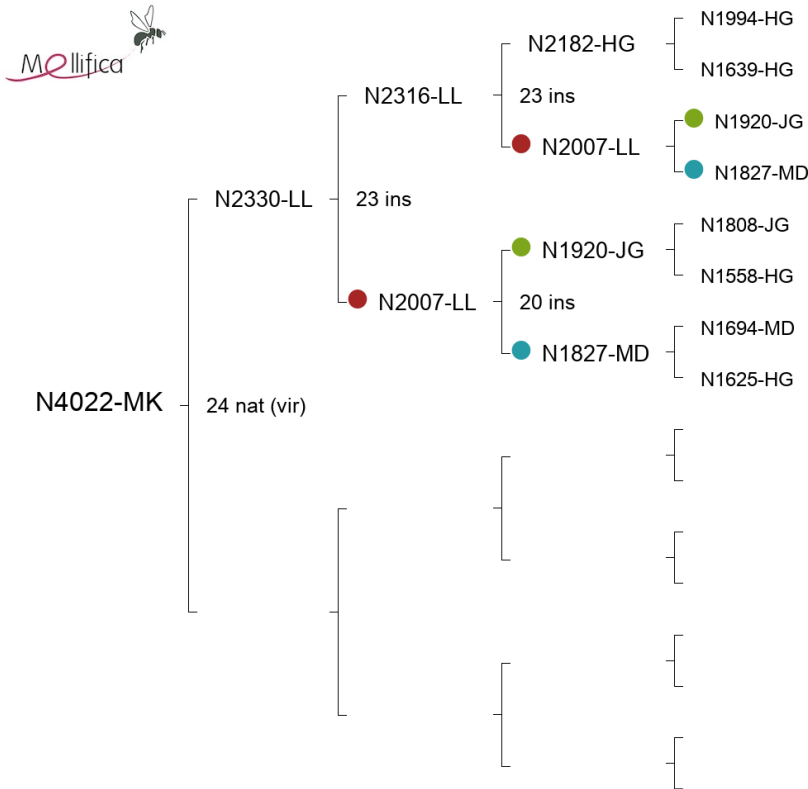 Mellifica
N1994-HG
N2182-HG
N1639-HG
N2316-LL
23 ins
N1920-JG
N2007-LL
N1827-MD
N2330-LL
23 ins
N1808-JG
N1920-JG
N1558-HG
N2007-LL
20 ins
N1694-MD
N1827-MD
N1625-HG
N4022-MK
24 nat (vir)